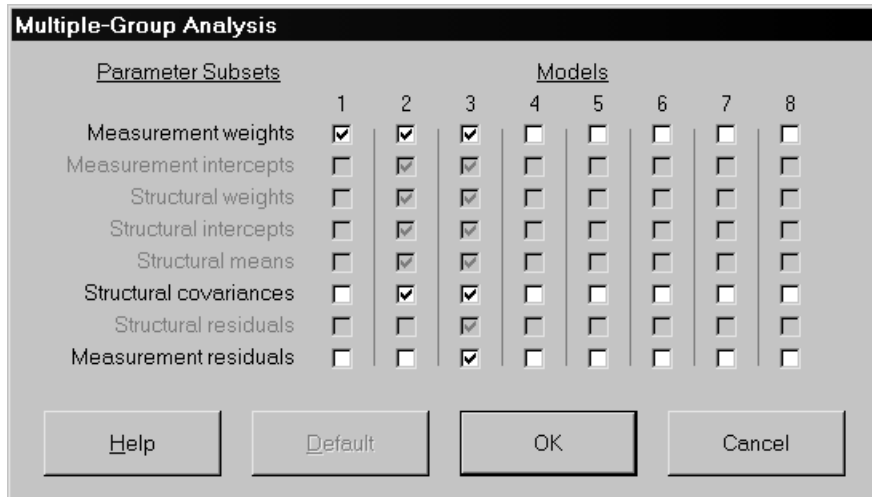 Multiple-Group Analysis
Parameter Subsets Models
1 2 3 4 5 6 7 8
Measurement weights
Measurement intercepts
Structural weights
Structural intercepts
Structural means
Structural covariances
Structural residuals
Measurement residuals
Help Default OK Cancel